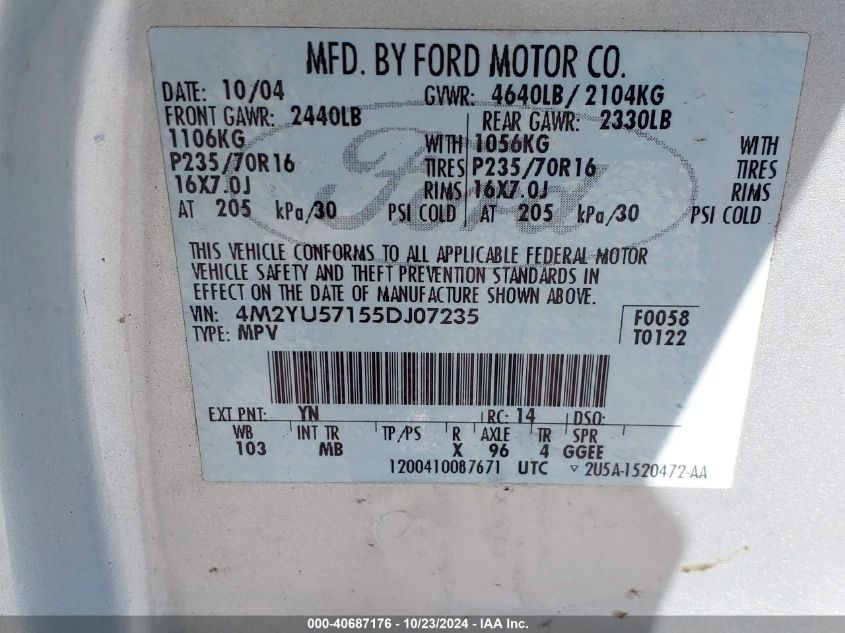 MFD. BY FORD MOTOR CO.
DATE: 10/04 GVWR: 4640LB/ 2104KG
FRONT GAWR: 2440LB REAR GAWR: 2330LB
1106KG WITH 1056KG WITH
P235/70R16 TIRES P235/70R16 TIRES
16X7.0J RIMS 16X7.0J RIMS
AT 205 kPa/30 PSI COLD AT 205 kPa/30 PSI COLD
Ford
THIS VEHICLE CONFORMS TO ALL APPLICABLE FEDERAL MOTOR
VEHICLE SAFETY AND THEFT PREVENTION STANDARDS IN
EFFECT ON THE DATE OF MANUFACTURE SHOWN ABOVE.
VIN: 4M2YU57155DJ07235 F0058
TYPE: MPV T0122
EXT PNT: YN RC: 14 DSO:
WB INT TR TP/PS R AXLE TR SPR
103 MB X 96 4 GGEE
1200410087671 UTC ▽ 2U5A-1520472-AA
000-40687176 - 10/23/2024 - IAA Inc.